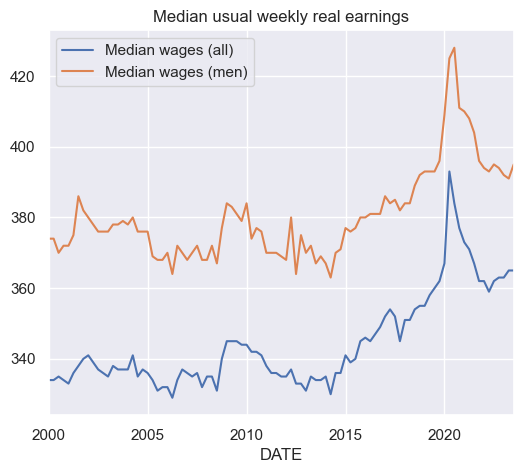 Median usual weekly real earnings
Median wages (all)
Median wages (men)
420
400
380
360
340
2000 2005 2010 2015 2020
DATE